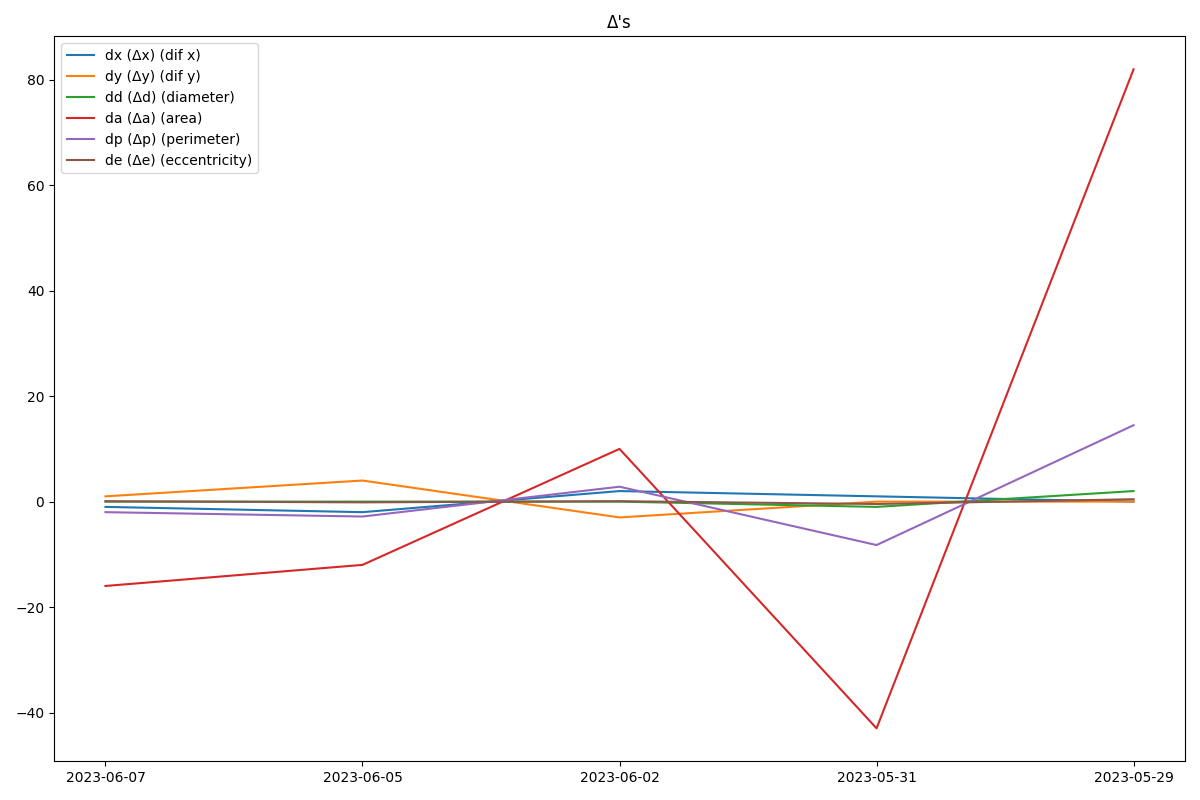 Δ's
dx (Δx) (dif x)
dy (Δy) (dif y)
dd (Δd) (diameter)
da (Δa) (area)
dp (Δp) (perimeter)
de (Δe) (eccentricity)
80
60
40
20
0
−20
−40
2023-06-07 2023-06-05 2023-06-02 2023-05-31 2023-05-29